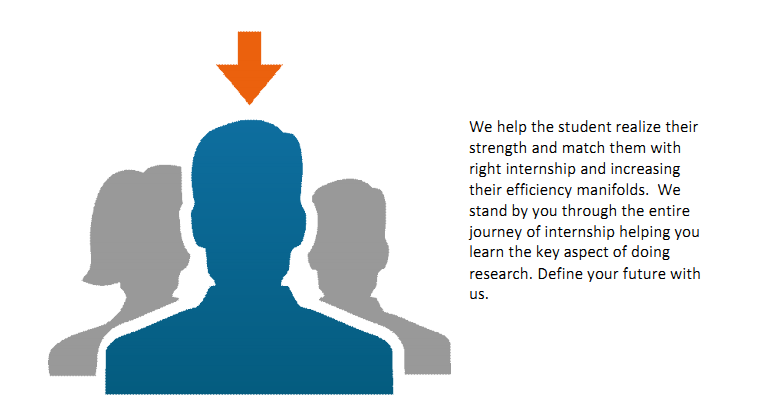 We help the student realize their
strength and match them with
right internship and increasing
their efficiency manifolds.  We
stand by you through the entire
journey of internship helping you
learn the key aspect of doing
research. Define your future with
us.